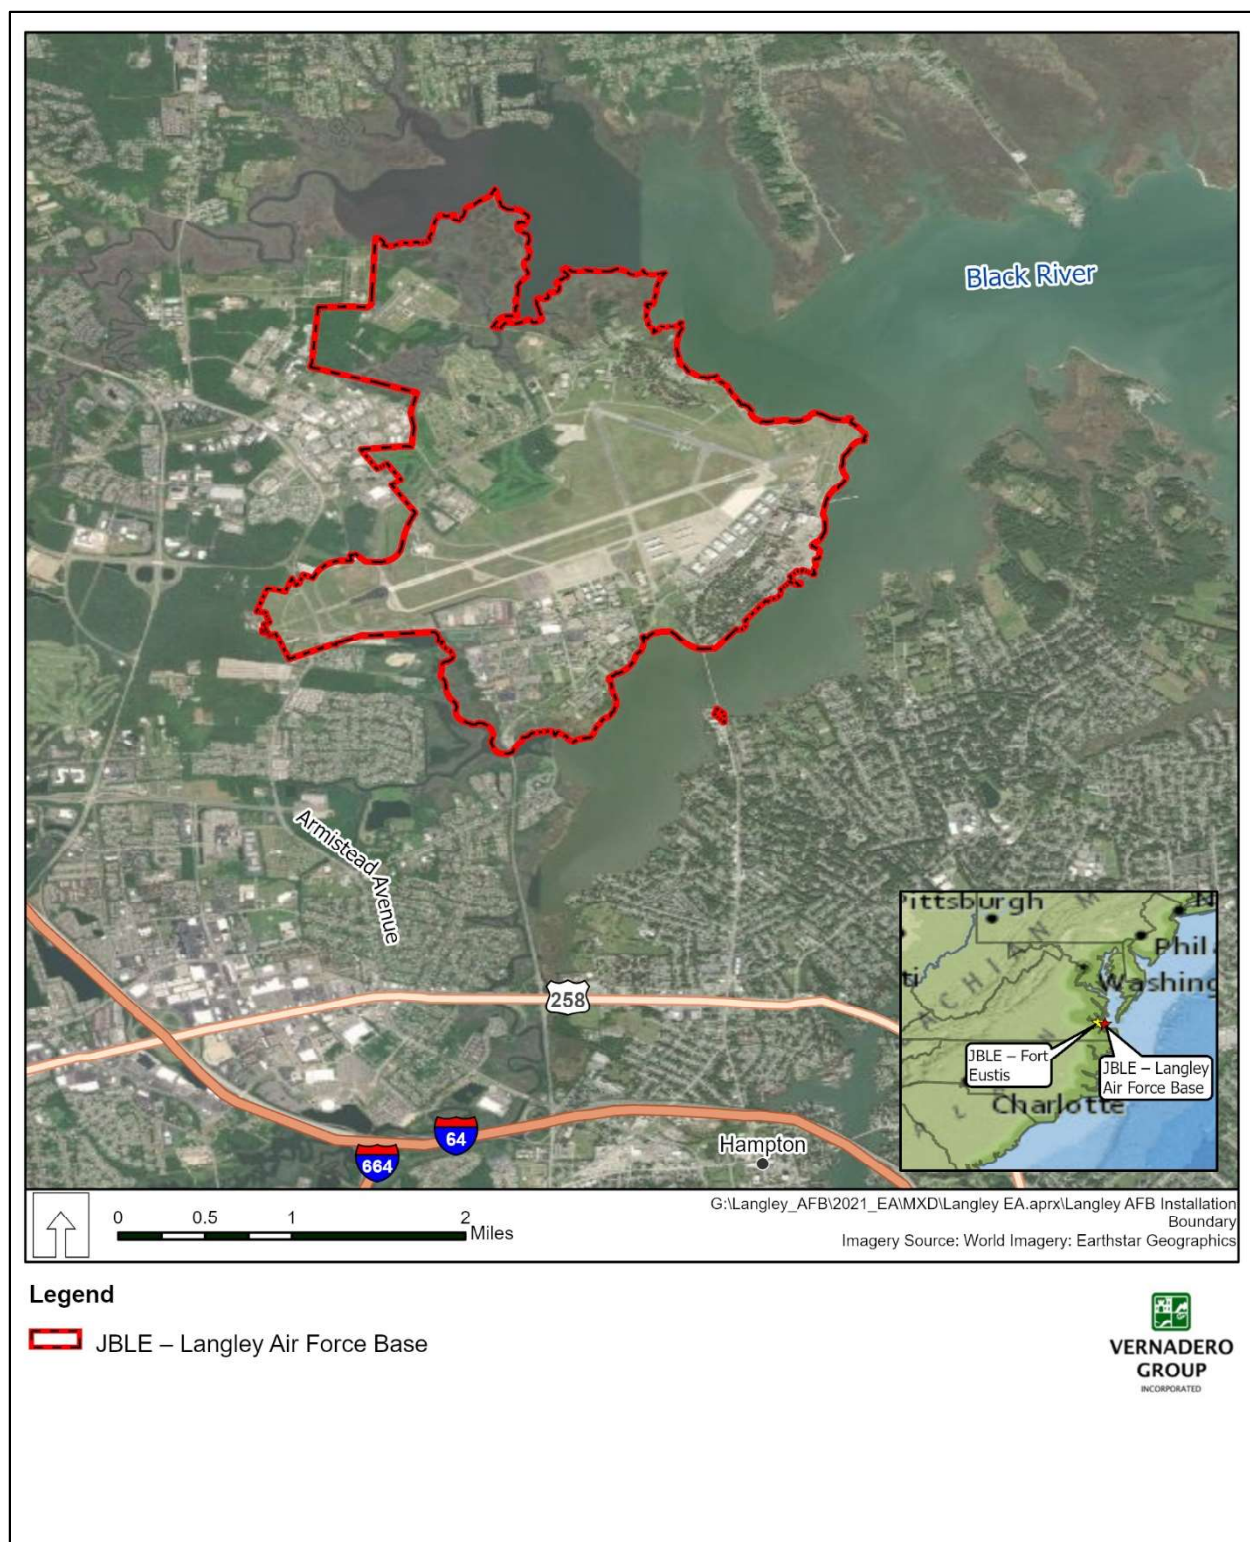 Black River
Armistead Avenue
258
64
664
Hampton
Pittsburgh
Phil
Washing
CHIAN
JBLE – Fort
Eustis
JBLE – Langley
Air Force Base
Charlotte
0 0.5 1 2
Miles
G:\Langley_AFB\2021_EA\MXD\Langley EA.aprx\Langley AFB Installation
Boundary
Imagery Source: World Imagery: Earthstar Geographics
Legend
JBLE – Langley Air Force Base
VERNADERO
GROUP
INCORPORATED